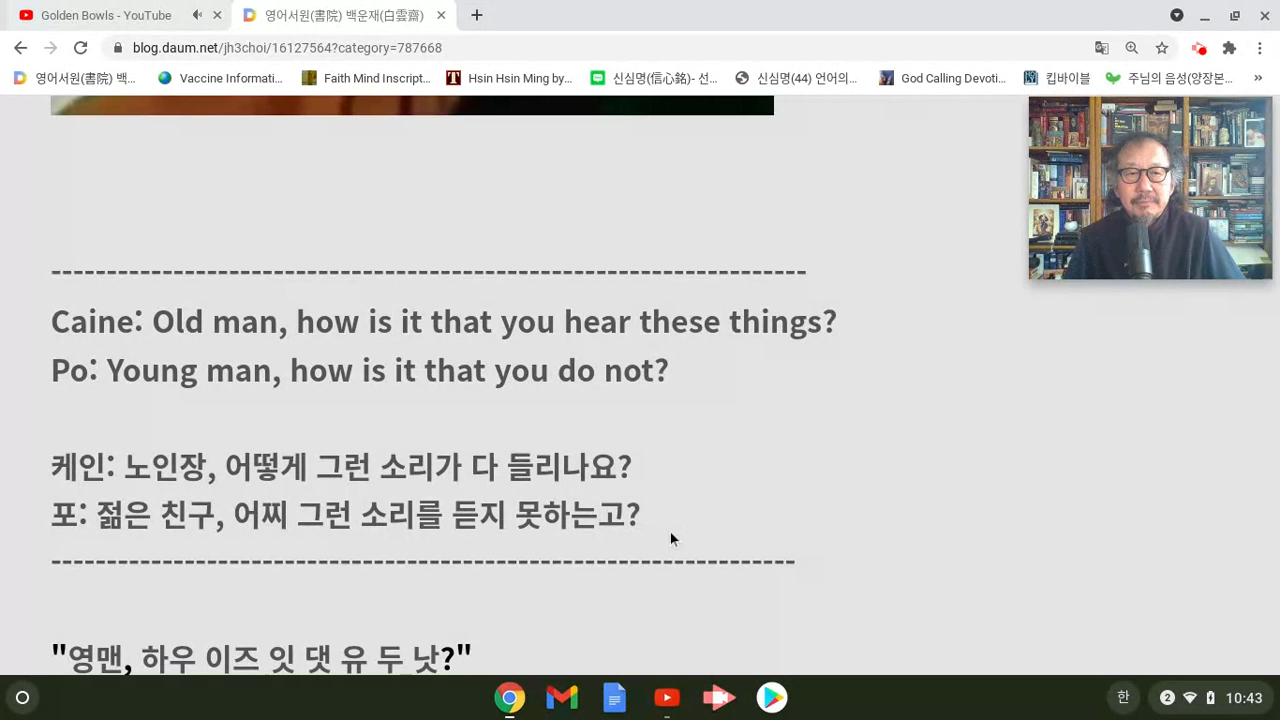 Golden Bowls - YouTube
영어서원(書院) 백운재(白雲齋)
blog.daum.net/jh3choi/16127564?category=787668
영어서원(書院) 백...
Vaccine Informati...
Faith Mind Inscript...
Hsin Hsin Ming by...
신심명(信心銘)- 선...
신심명(44) 언어의...
God Calling Devoti...
킵바이블
주님의 음성(양장본...
Caine: Old man, how is it that you hear these things?
Po: Young man, how is it that you do not?
케인: 노인장, 어떻게 그런 소리가 다 들리나요?
포: 젊은 친구, 어찌 그런 소리를 듣지 못하는고?
"영맨, 하우 이즈 잇 댓 유 두 낫?"
한 2 10:43